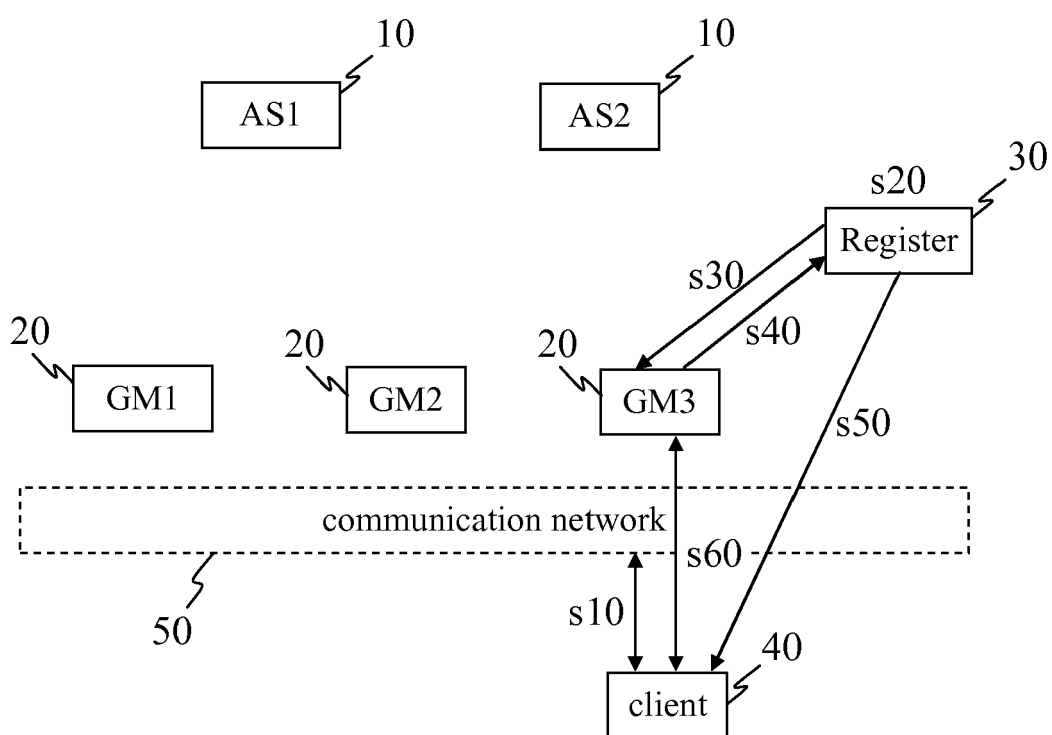 10
10
AS1
AS2
30
s20
Register
s30
s40
20
20
20
GM1
GM2
GM3
s50
communication network
s60
s10
50
40
client